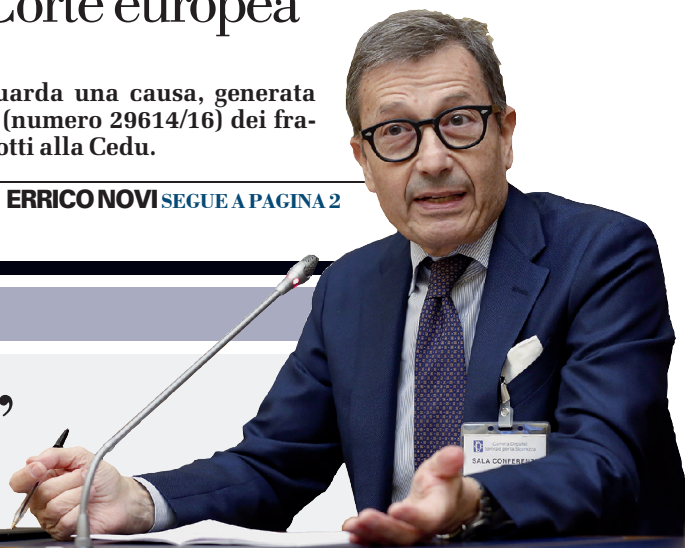 Corte europea
uarda una causa, generata
(numero 29614/16) dei fra-
otti alla Cedu.
ERRICO NOVI SEGUE A PAGINA 2
’
SALA CONFERENZ